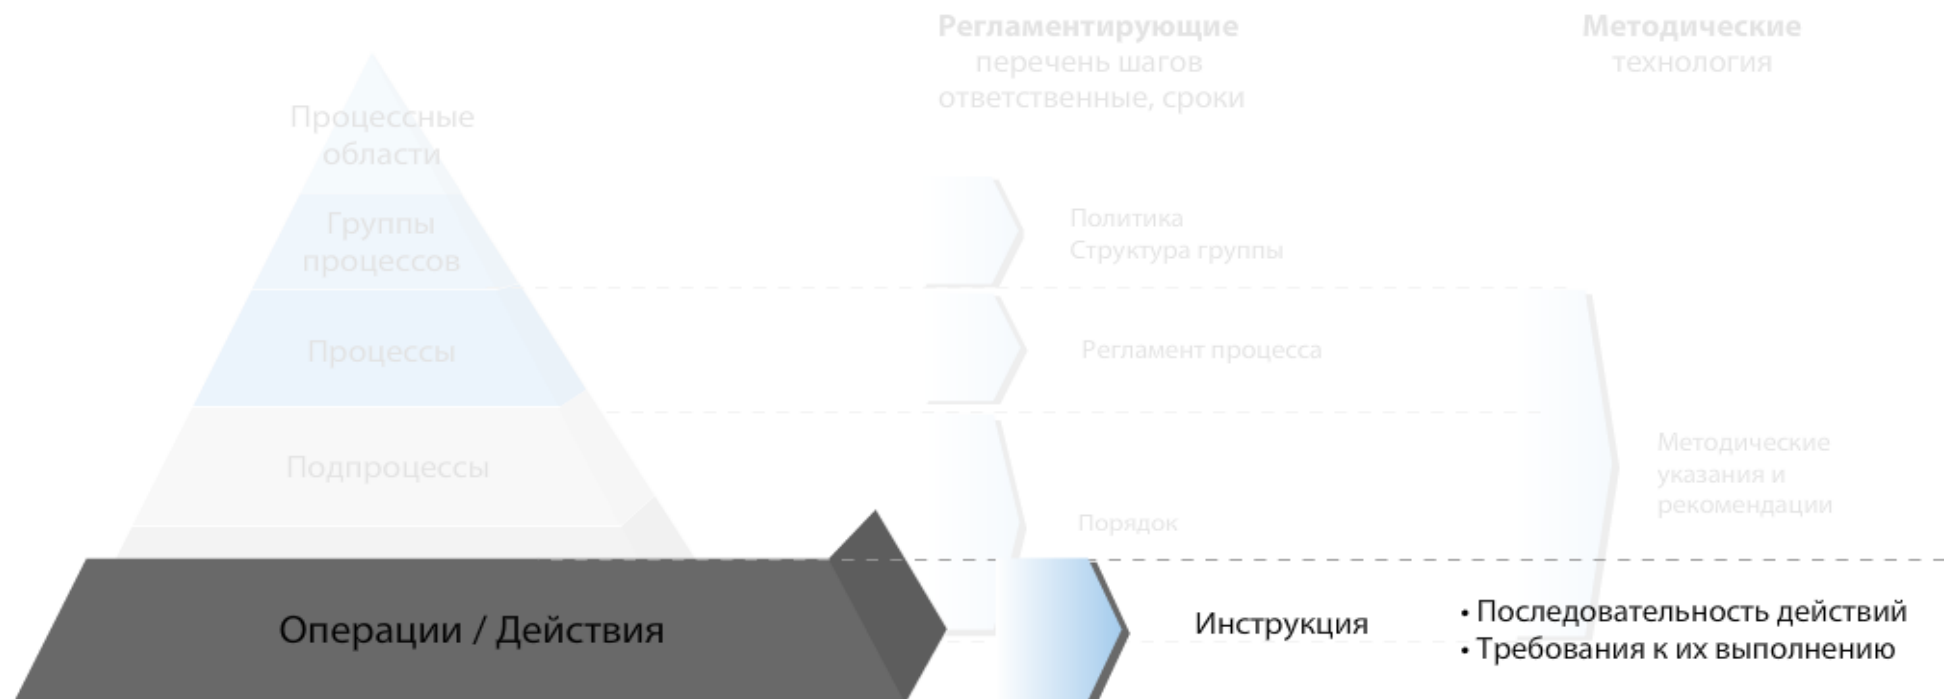 Регламентирующие
перечень шагов
ответственные, сроки
Методические
технология
Процессные
области
Группы
процессов
Политика
Структура группы
Процессы
Регламент процесса
Подпроцессы
Методические
указания и
рекомендации
Порядок
Операции / Действия
Инструкция
• Последовательность действий
• Требования к их выполнению